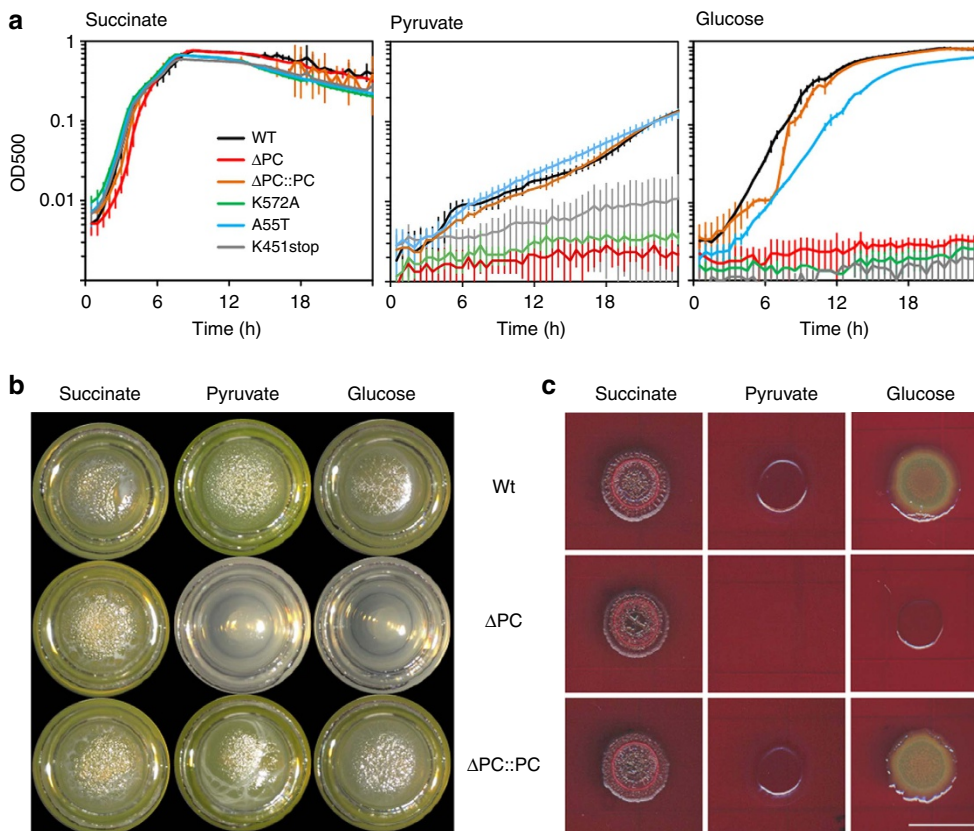 a
Succinate
Pyruvate
Glucose
OD500
1
0.1
0.01
WT
ΔPC
ΔPC::PC
K572A
A55T
K451stop
0 6 12 18
0 6 12 18
0 6 12 18
Time (h)
Time (h)
Time (h)
b
Succinate Pyruvate Glucose
c
Succinate Pyruvate Glucose
Wt
ΔPC
ΔPC::PC